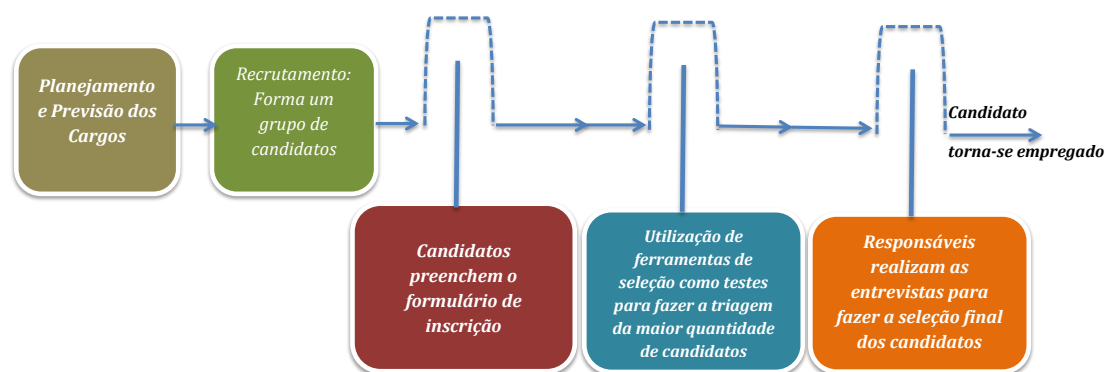 Planejamento
e Previsão dos
Cargos
Recrutamento:
Forma um
grupo de
candidatos
Candidatos
preenchem o
formulário de
inscrição
Utilização de
ferramentas de
seleção como testes
para fazer a triagem
da maior quantidade
de candidatos
Responsáveis
realizam as
entrevistas para
fazer a seleção final
dos candidatos
Candidato
torna-se empregado